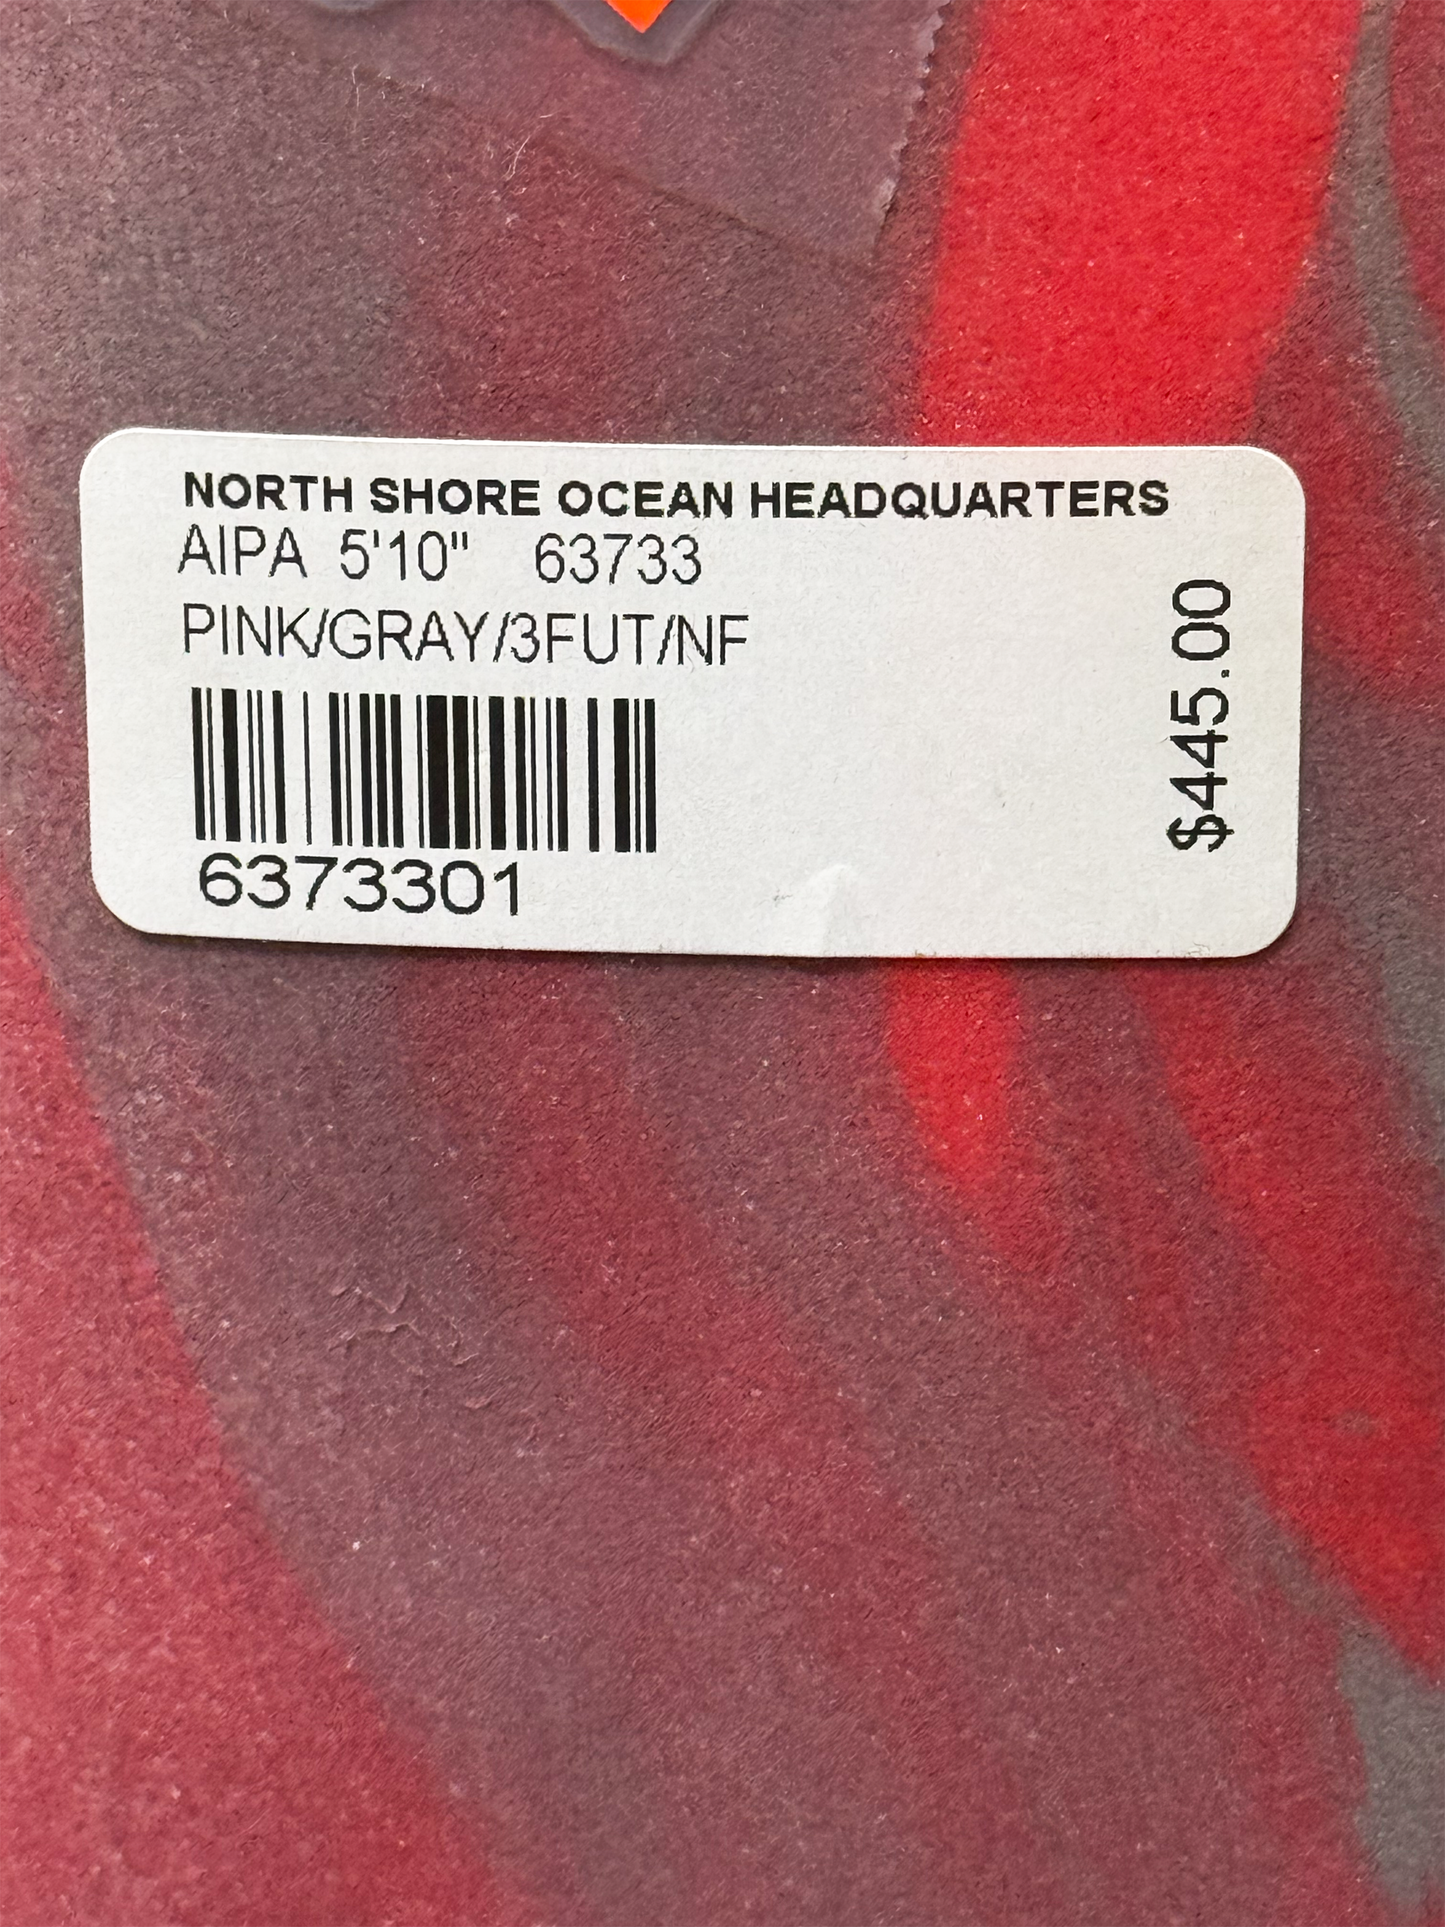 NORTH SHORE OCEAN HEADQUARTERS
AIPA 5'10" 63733
PINK/GRAY/3FUT/NF
6373301
$445.00